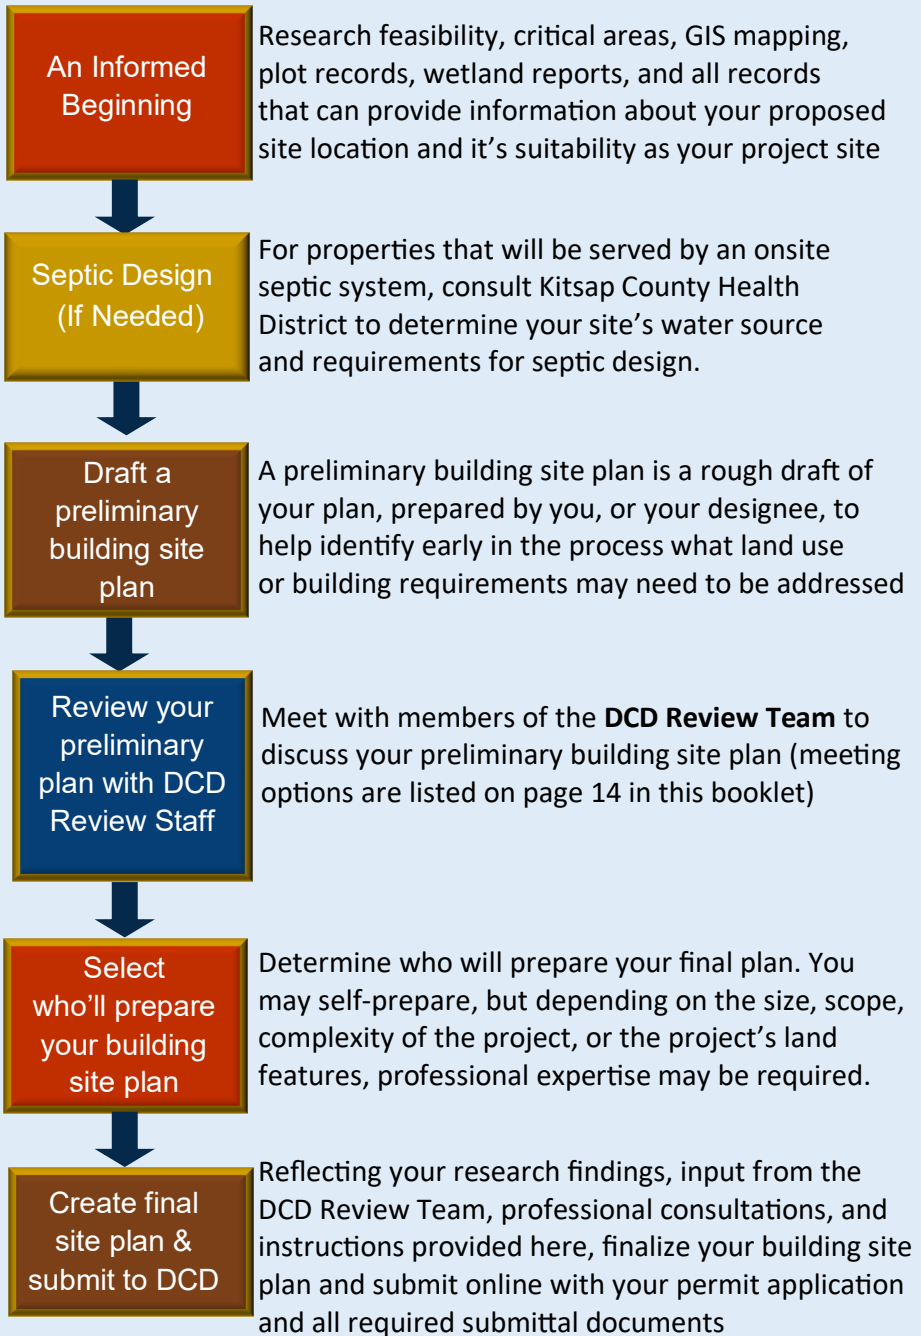 An Informed
Beginning
Research feasibility, critical areas, GIS mapping,
plot records, wetland reports, and all records
that can provide information about your proposed
site location and it's suitability as your project site
Septic Design
(If Needed)
For properties that will be served by an onsite
septic system, consult Kitsap County Health
District to determine your site’s water source
and requirements for septic design.
Draft a
preliminary
building site
plan
A preliminary building site plan is a rough draft of
your plan, prepared by you, or your designee, to
help identify early in the process what land use
or building requirements may need to be addressed
Review your
preliminary
plan with DCD
Review Staff
Meet with members of the DCD Review Team to
discuss your preliminary building site plan (meeting
options are listed on page 14 in this booklet)
Select
who’ll prepare
your building
site plan
Determine who will prepare your final plan. You
may self-prepare, but depending on the size, scope,
complexity of the project, or the project’s land
features, professional expertise may be required.
Create final
site plan &
submit to DCD
Reflecting your research findings, input from the
DCD Review Team, professional consultations, and
instructions provided here, finalize your building site
plan and submit online with your permit application
and all required submittal documents